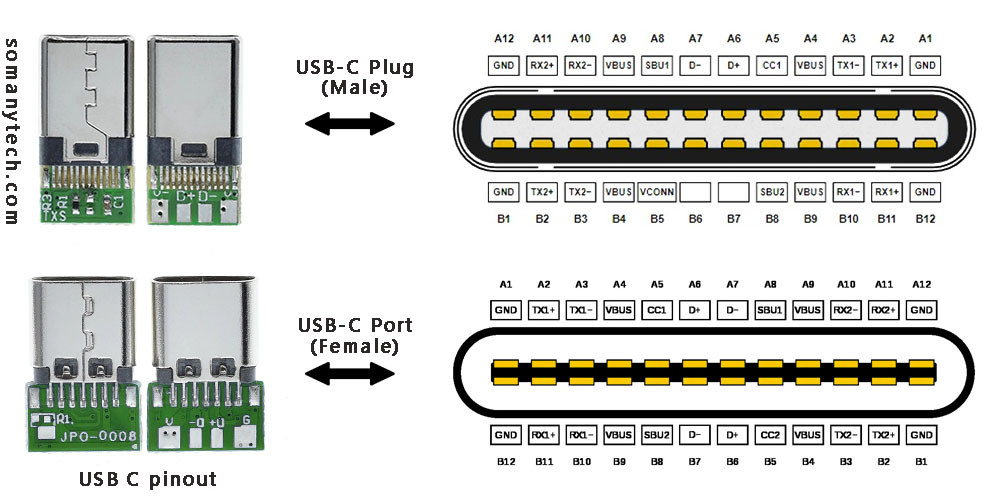 somanytech.com
USB-C Plug
(Male)
A12 A11 A10 A9 A8 A7 A6 A5 A4 A3 A2 A1
GND RX2+ RX2− VBUS SBU1 D− D+ CC1 VBUS TX1− TX1+ GND
GND TX2+ TX2− VBUS VCONN SBU2 VBUS RX1− RX1+ GND
B1 B2 B3 B4 B5 B6 B7 B8 B9 B10 B11 B12
R3 R1 C1
TXS
V- D+ D-
USB-C Port
(Female)
A1 A2 A3 A4 A5 A6 A7 A8 A9 A10 A11 A12
GND TX1+ TX1− VBUS CC1 D+ D− SBU1 VBUS RX2− RX2+ GND
GND RX1+ RX1− VBUS SBU2 D− D+ CC2 VBUS TX2− TX2+ GND
B12 B11 B10 B9 B8 B7 B6 B5 B4 B3 B2 B1
R1.
JPO-0008
V -D +D G
USB C pinout